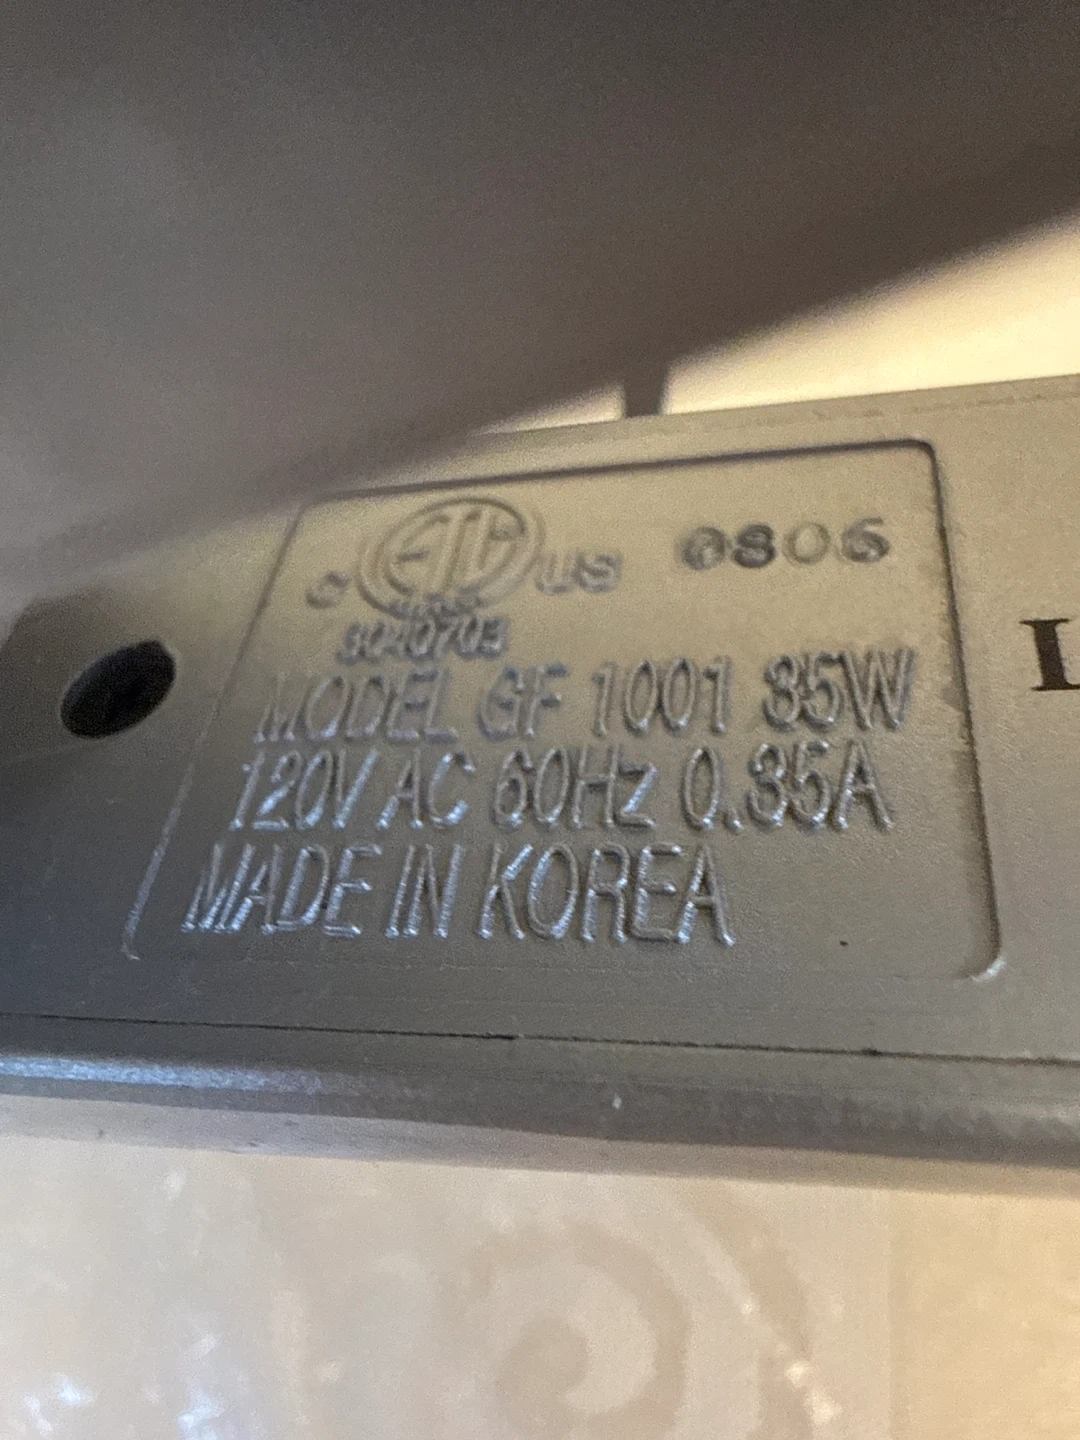 C ETL US 0806
3040703
MODEL GF 1001 35W
120V AC 60Hz 0.35A
MADE IN KOREA